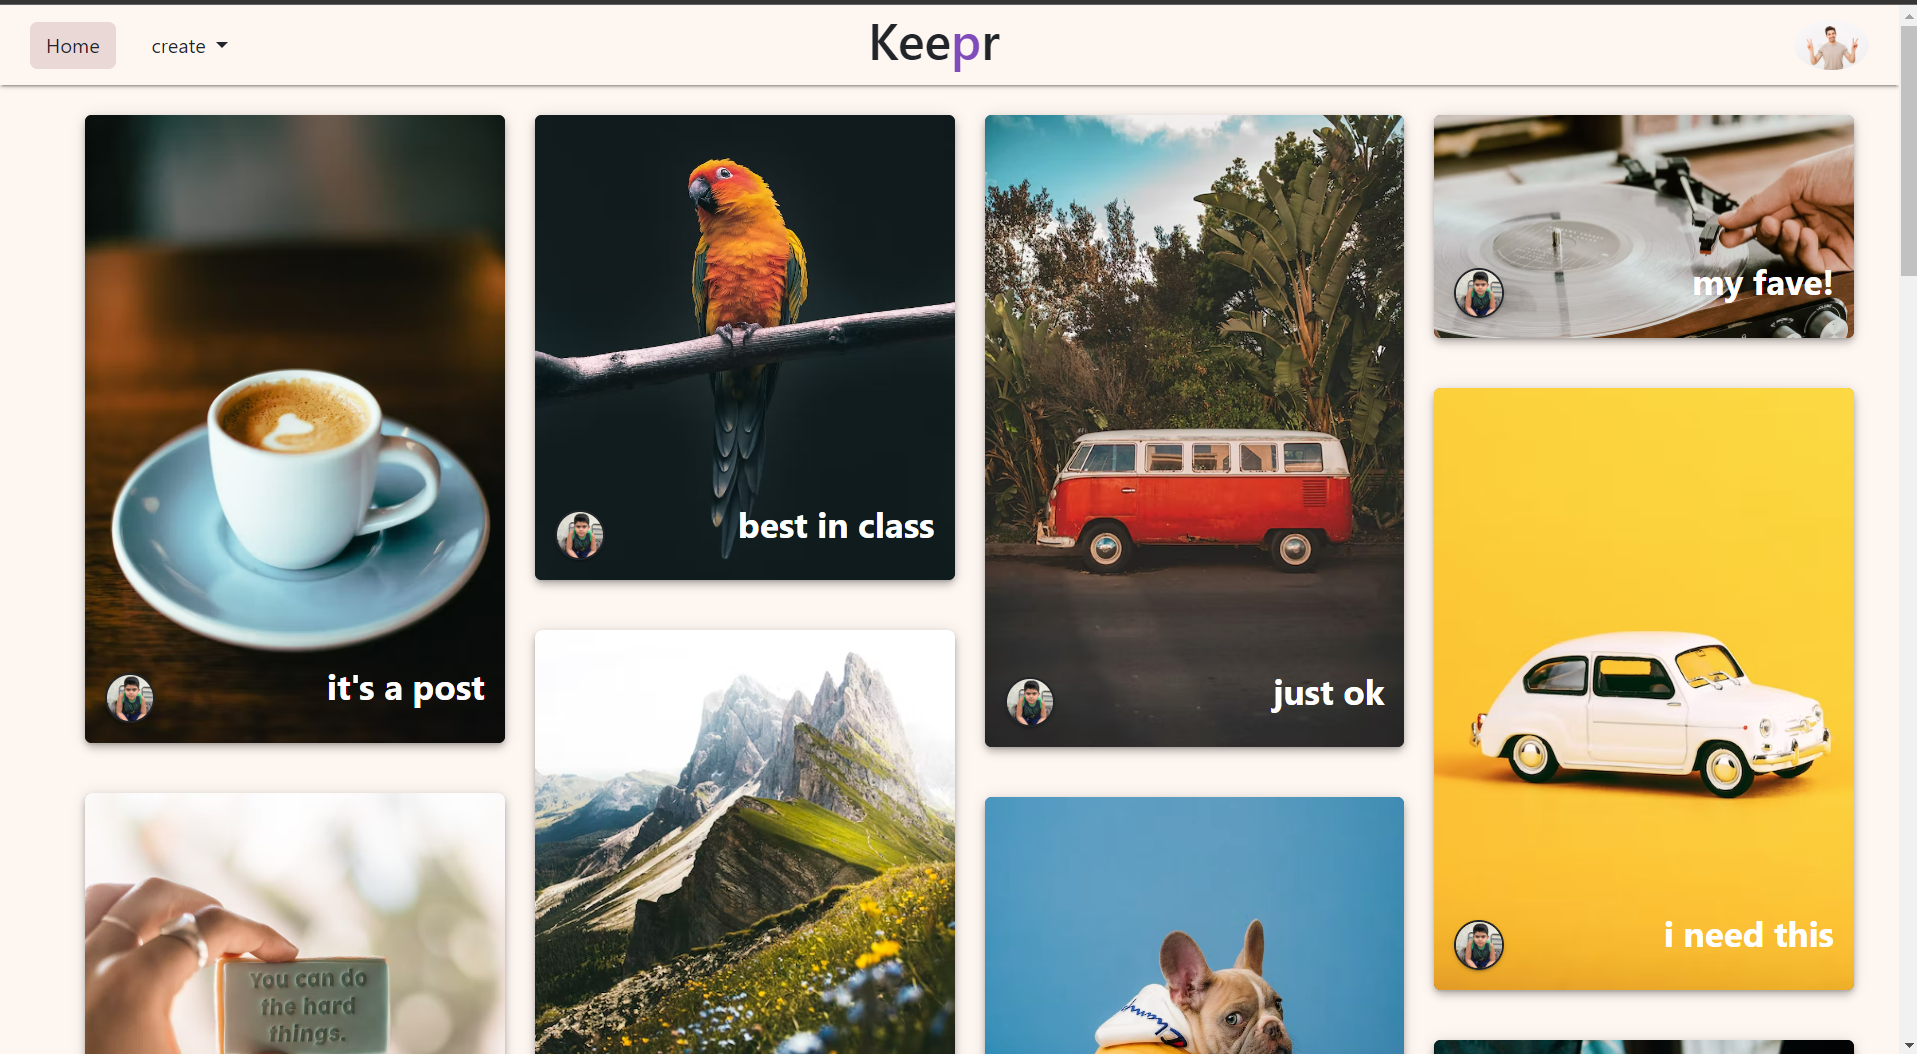 Home
create
Keepr
it's a post
best in class
just ok
my fave!
i need this
You can do
the hard
things.